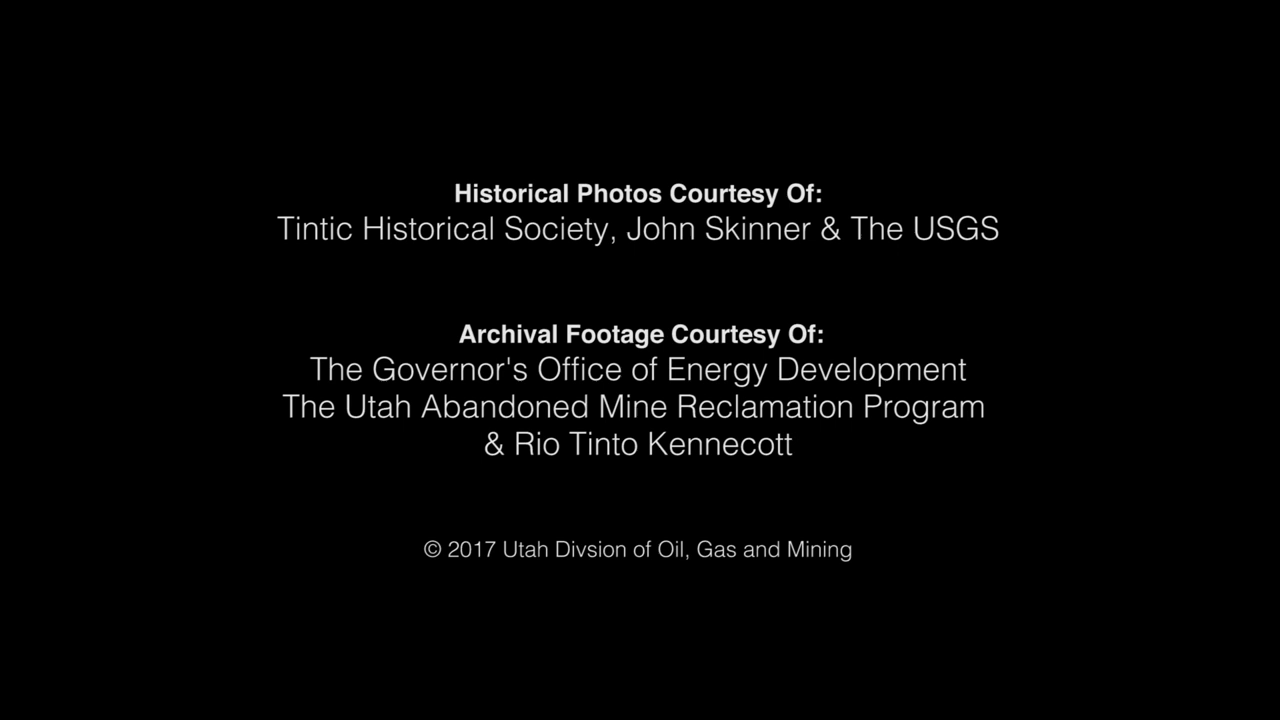 Historical Photos Courtesy Of:
Tintic Historical Society, John Skinner & The USGS
Archival Footage Courtesy Of:
The Governor's Office of Energy Development
The Utah Abandoned Mine Reclamation Program
& Rio Tinto Kennecott
© 2017 Utah Divsion of Oil, Gas and Mining